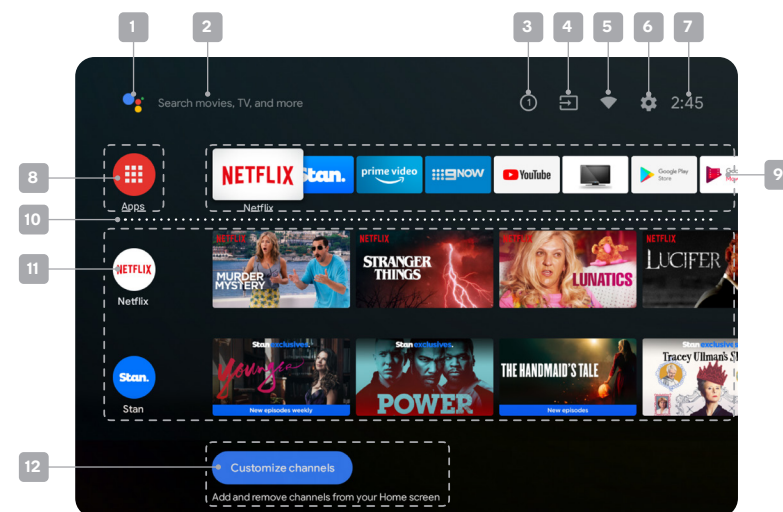 1 2 3 4 5 6 7
Search movies, TV, and more
1
2:45
8
NETFLIX
Stan.
prime video
9NOW
YouTube
Google Play
Store
9
Apps
Netflix
10
11
NETFLIX
Netflix
NETFLIX
MURDER
MYSTERY
NETFLIX
STRANGER
THINGS
NETFLIX
LUNATICS
NETFLIX
LUCIFER
Stan.
Stan
Stan exclusives.
Younger
New episodes weekly
Stan exclusives.
POWER
THE HANDMAID'S TALE
New episodes
Stan exclusive
Tracey Ullman's
12
Customize channels
Add and remove channels from your Home screen